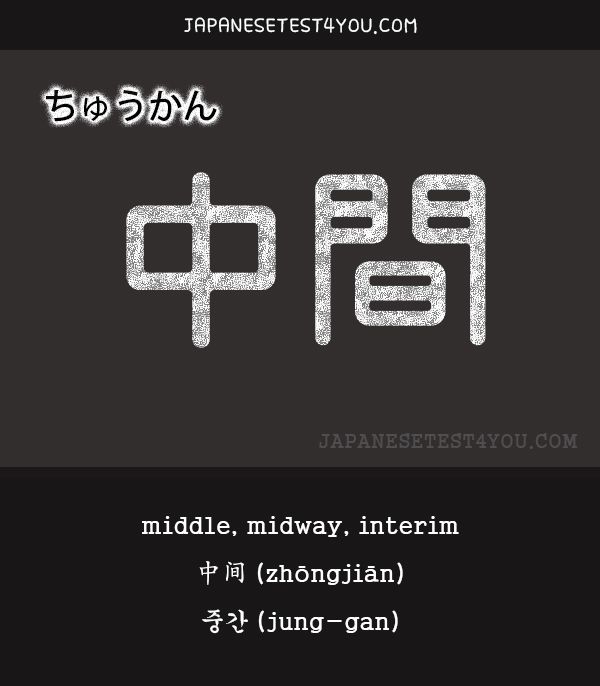 JAPANESETEST4YOU.COM
ちゅうかん
中間
JAPANESETEST4YOU.COM
middle, midway, interim
中间 (zhōngjiān)
중간 (jung-gan)